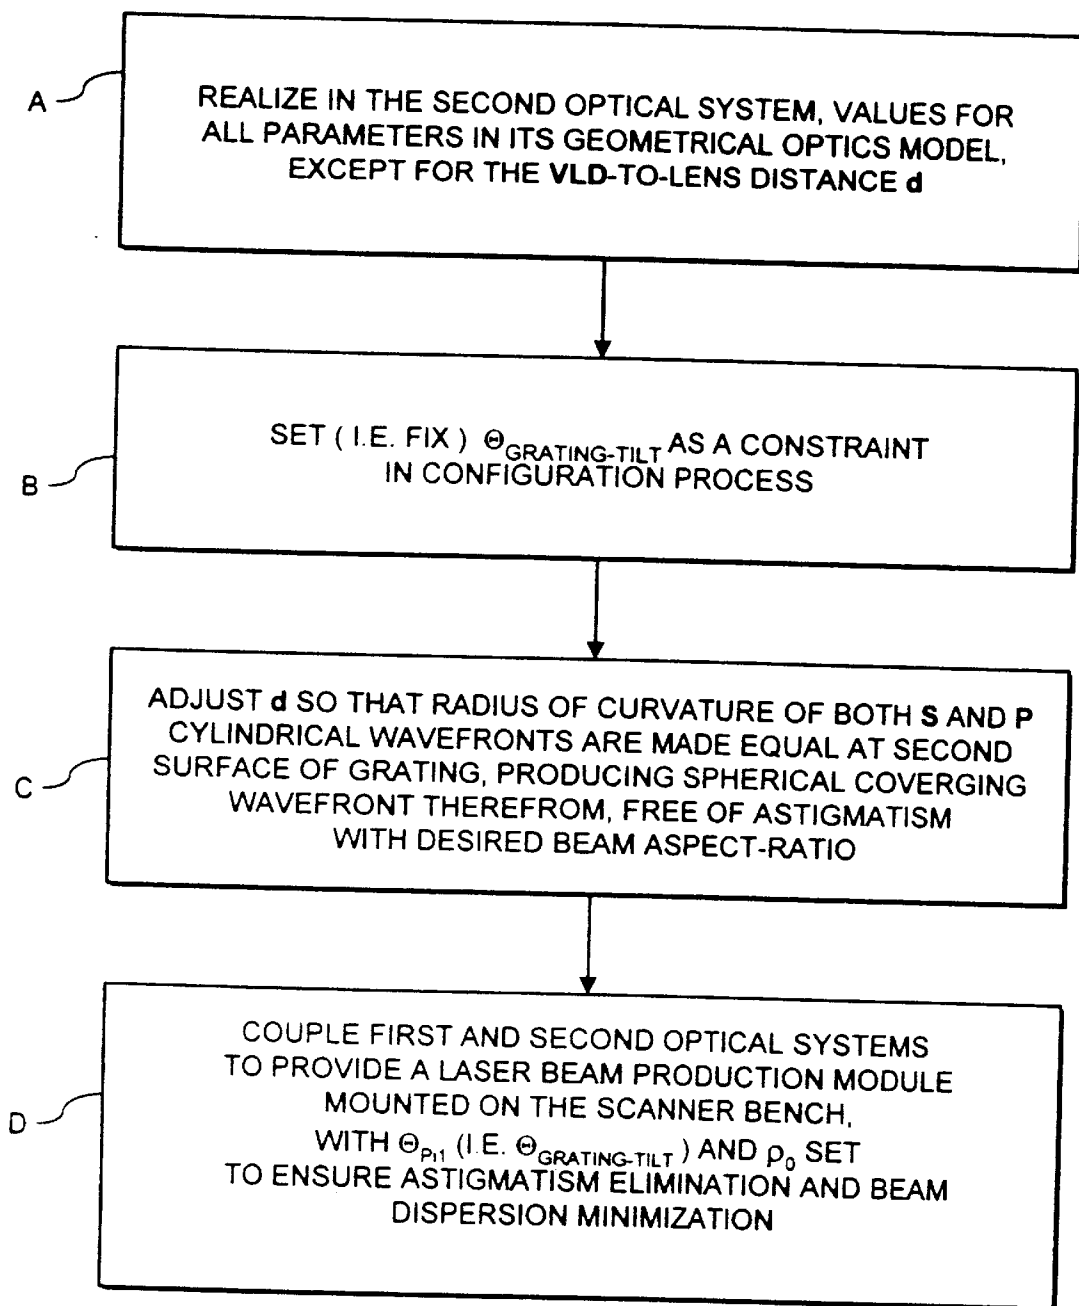 A
REALIZE IN THE SECOND OPTICAL SYSTEM, VALUES FOR
ALL PARAMETERS IN ITS GEOMETRICAL OPTICS MODEL,
EXCEPT FOR THE VLD-TO-LENS DISTANCE d
B
SET ( I.E. FIX ) Θ_GRATING-TILT AS A CONSTRAINT
IN CONFIGURATION PROCESS
C
ADJUST d SO THAT RADIUS OF CURVATURE OF BOTH S AND P
CYLINDRICAL WAVEFRONTS ARE MADE EQUAL AT SECOND
SURFACE OF GRATING, PRODUCING SPHERICAL COVERGING
WAVEFRONT THEREFROM, FREE OF ASTIGMATISM
WITH DESIRED BEAM ASPECT-RATIO
D
COUPLE FIRST AND SECOND OPTICAL SYSTEMS
TO PROVIDE A LASER BEAM PRODUCTION MODULE
MOUNTED ON THE SCANNER BENCH,
WITH Θ_Pi1 (I.E. Θ_GRATING-TILT ) AND ρ_0 SET
TO ENSURE ASTIGMATISM ELIMINATION AND BEAM
DISPERSION MINIMIZATION